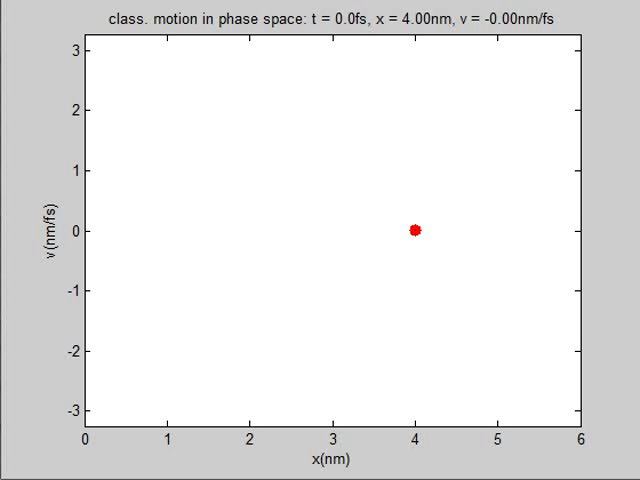 class. motion in phase space: t = 0.0fs, x = 4.00nm, v = -0.00nm/fs
3
2
1
0
-1
-2
-3
v(nm/fs)
0 1 2 3 4 5 6
x(nm)